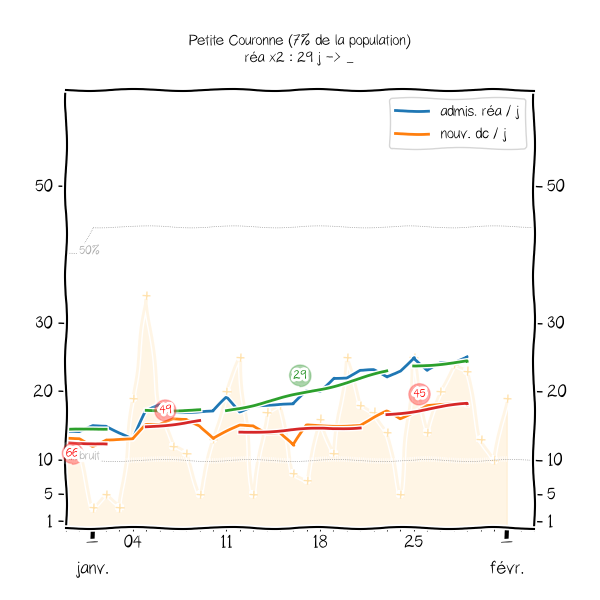 Petite Couronne (7% de la population)
réa x2 : 29 j -> _
admis. réa / j
nouv. dc / j
50 50
50%
30 30
29
20 20
49 45
66 bruit
10 10
5 5
1 1
04 11 18 25
janv. févr.